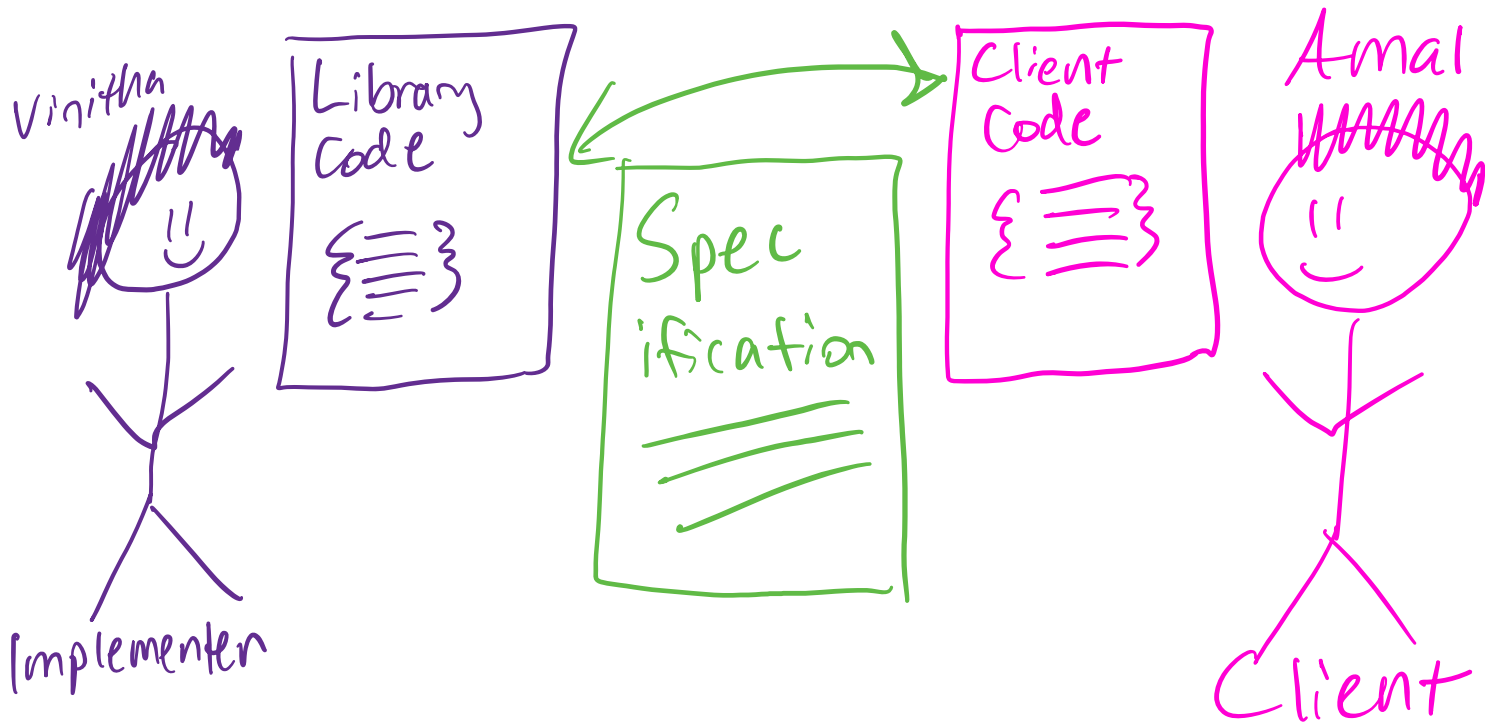 Vinitha
Library
Code
{ }
Implementer
Spec
ification
Client
Code
{ }
Amal
Client